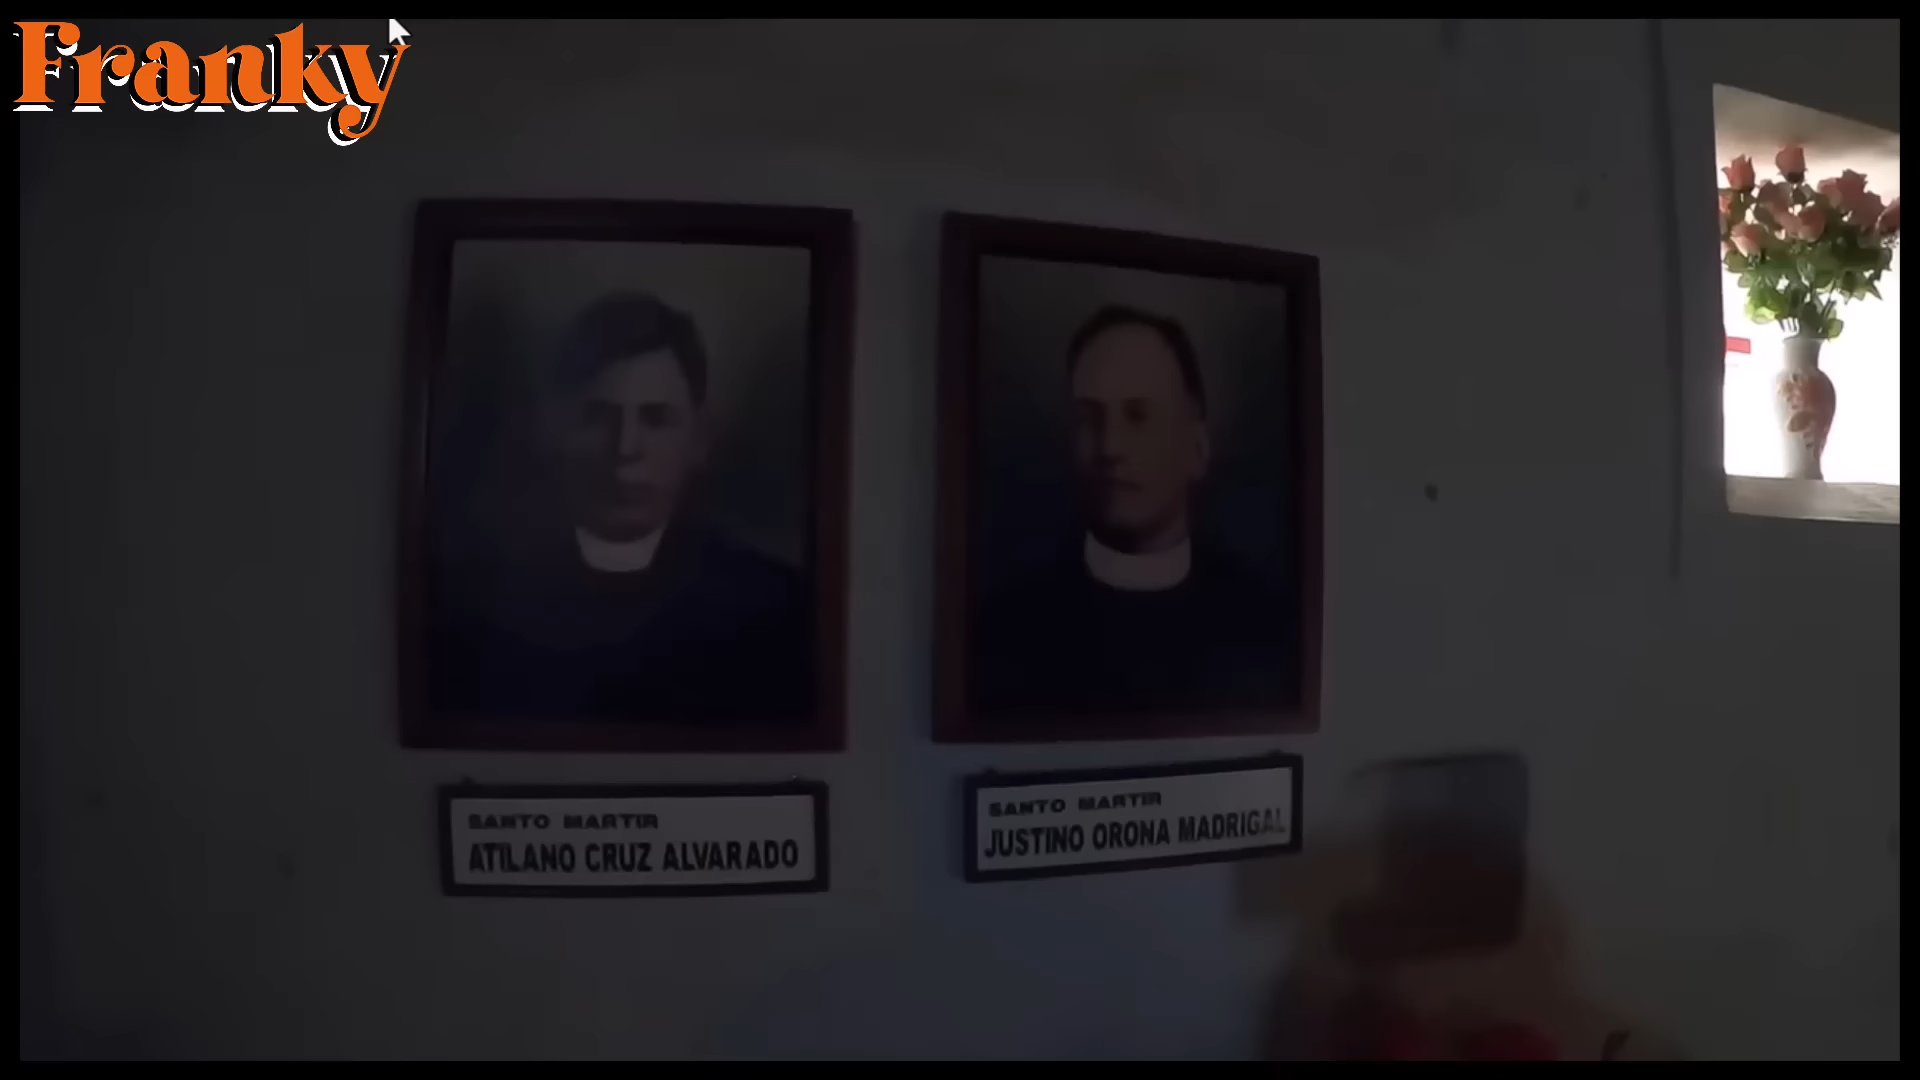 Franky
SANTO MARTIR
ATILANO CRUZ ALVARADO
SANTO MARTIR
JUSTINO ORONA MADRIGAL